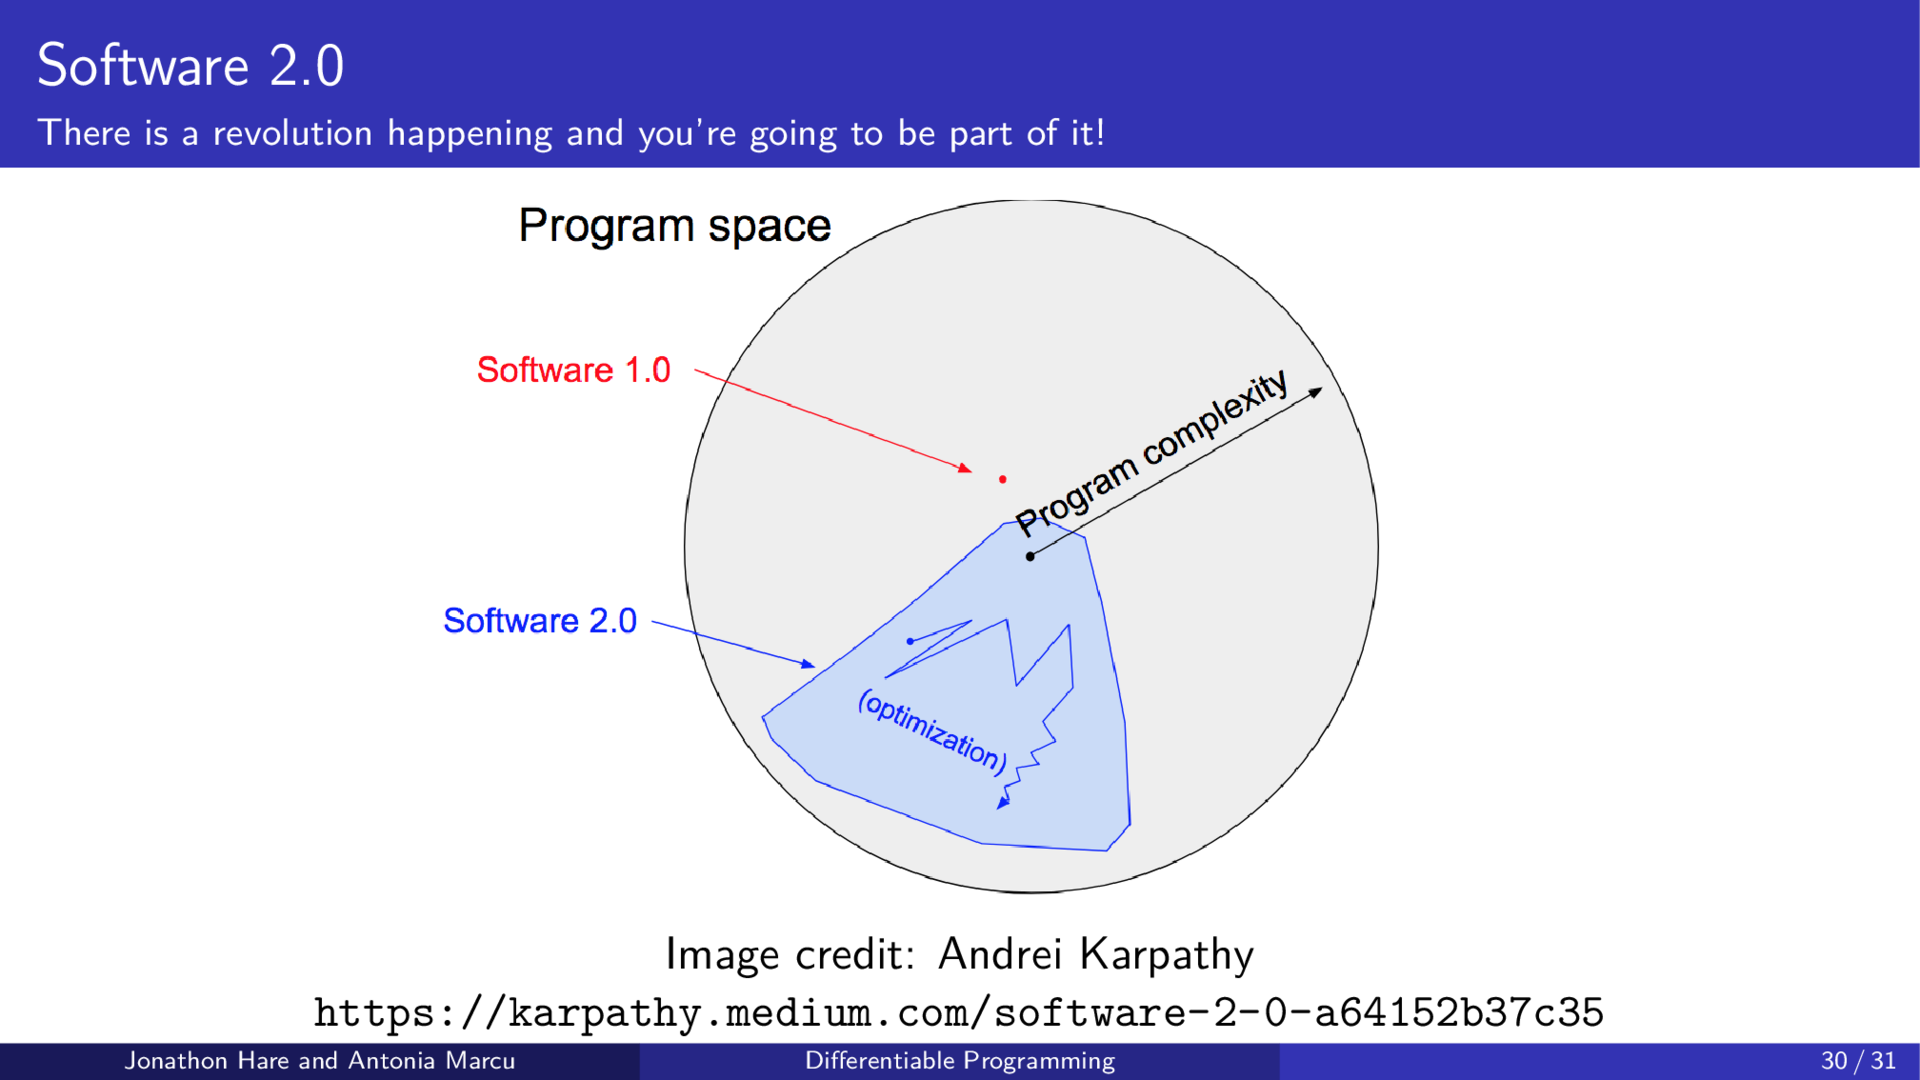 Software 2.0
There is a revolution happening and you're going to be part of it!
Program space
Software 1.0
Program complexity
Software 2.0
(optimization)
Image credit: Andrei Karpathy
https://karpathy.medium.com/software-2-0-a64152b37c35
Jonathon Hare and Antonia Marcu
Differentiable Programming
30 / 31